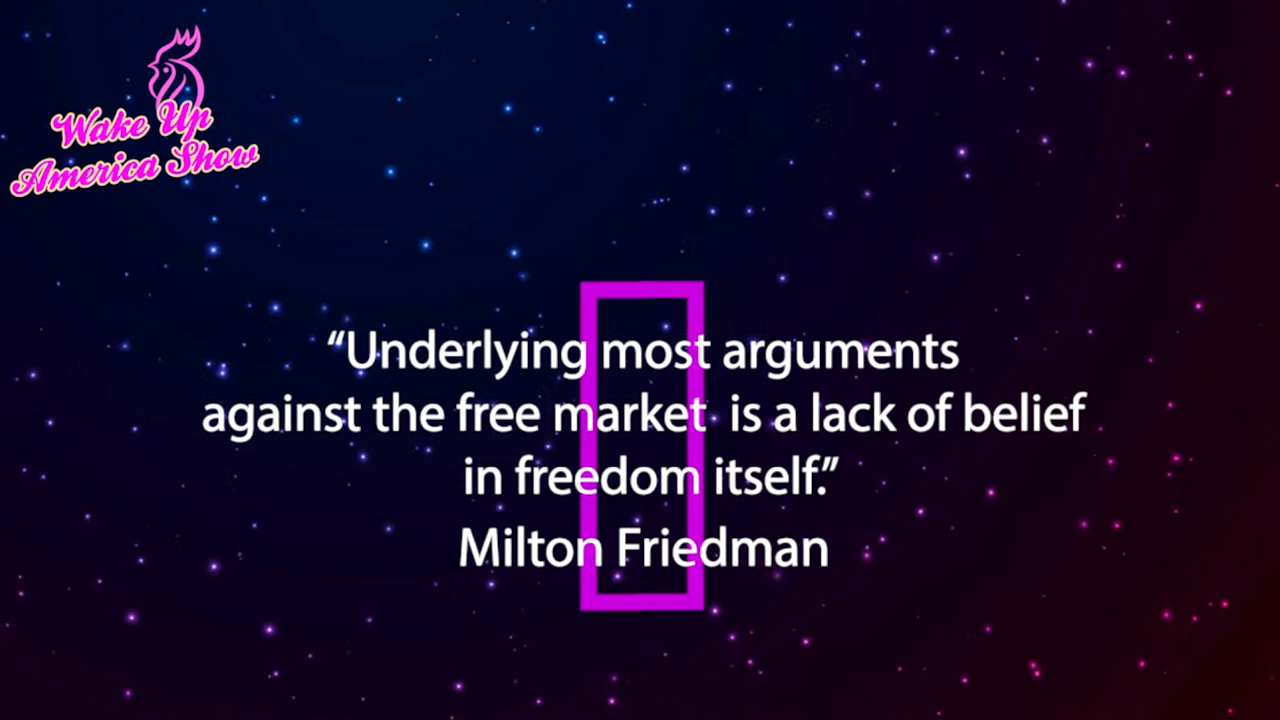 Wake Up
America Show
“Underlying most arguments
against the free market is a lack of belief
in freedom itself.”
Milton Friedman